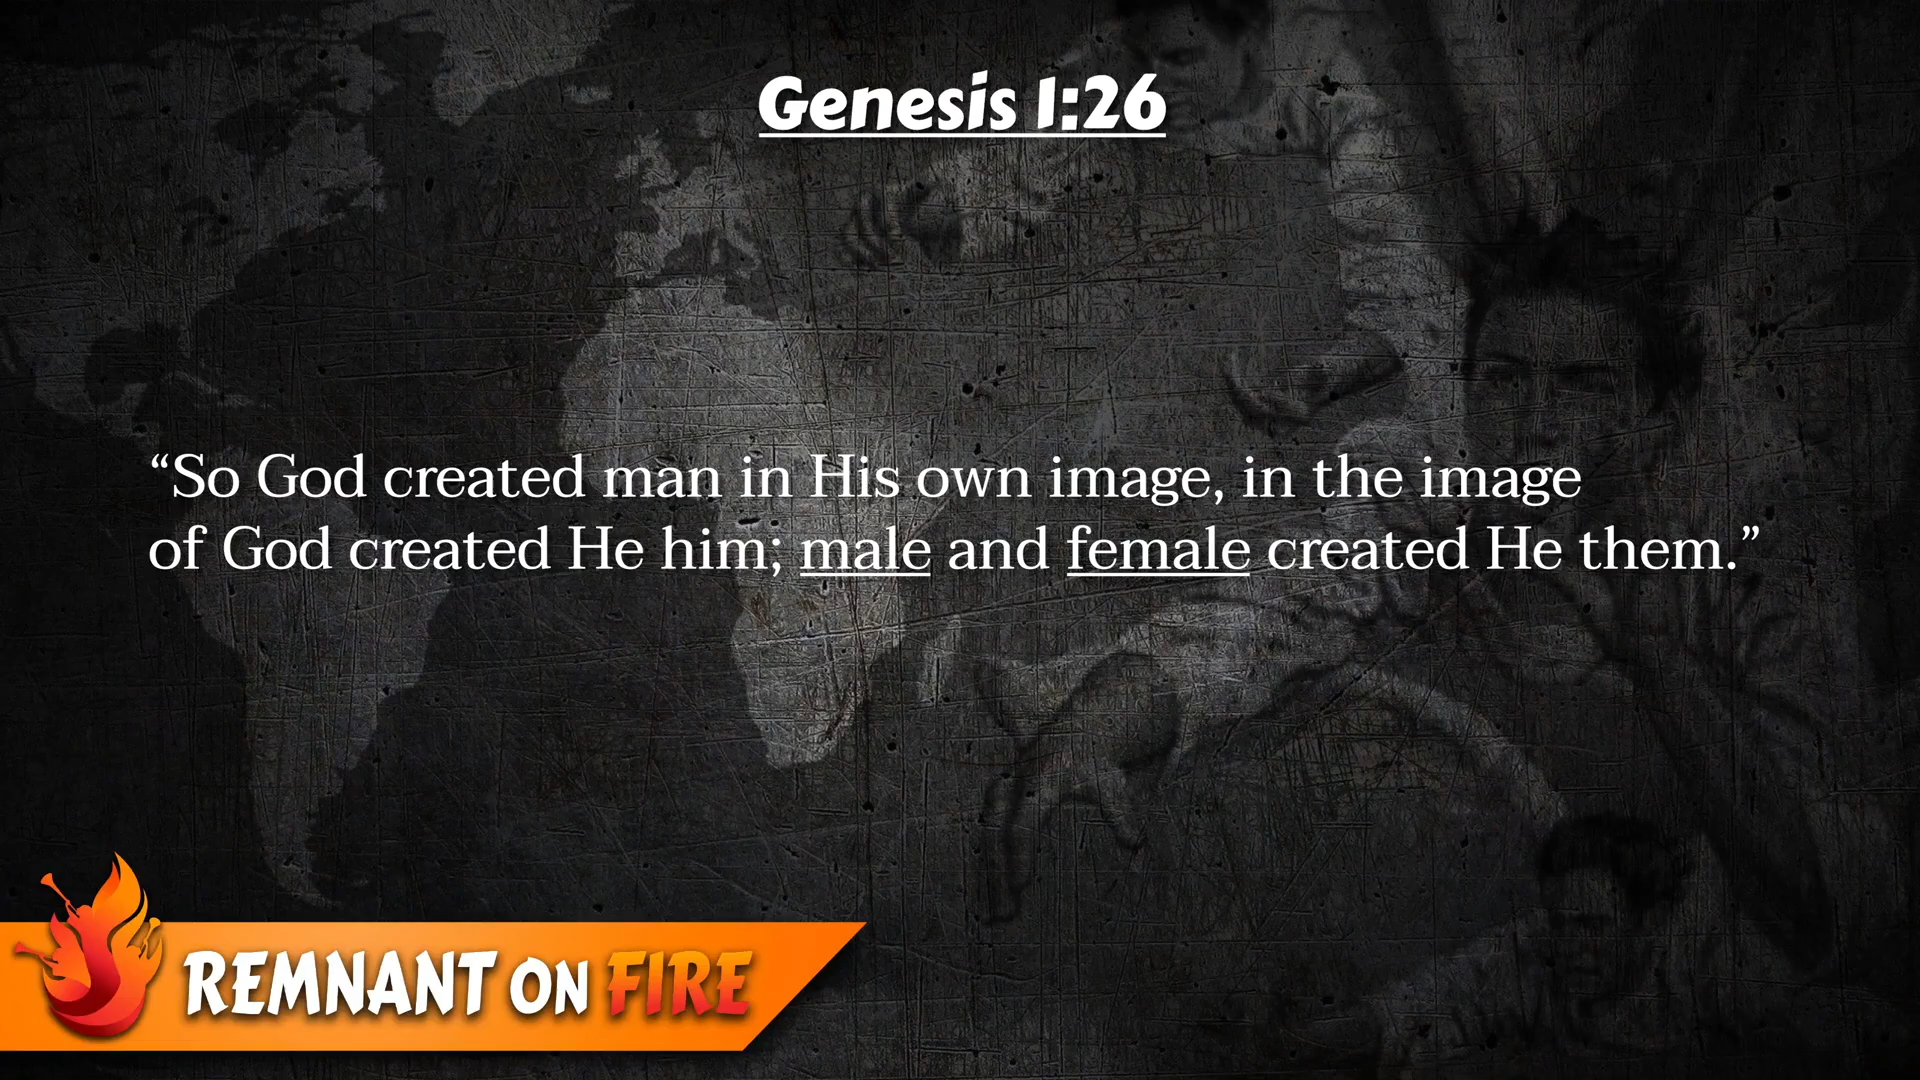 Genesis 1:26
“So God created man in His own image, in the image
of God created He him; male and female created He them.”
REMNANT ON FIRE